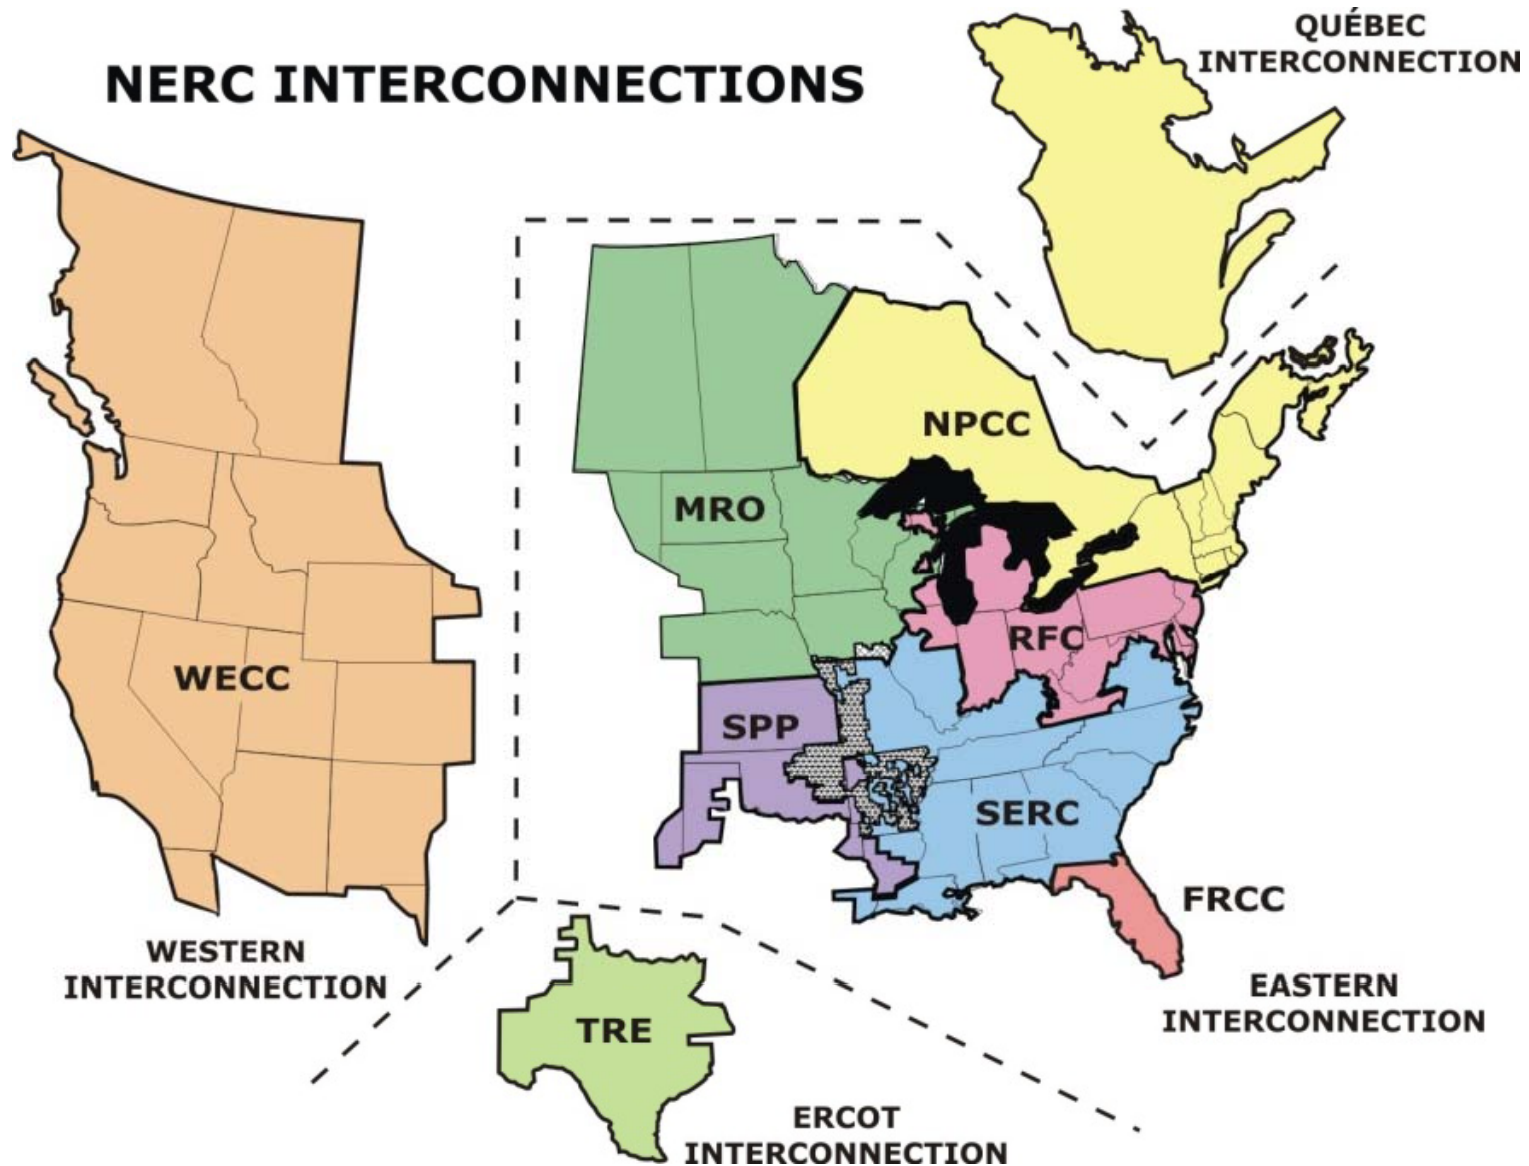 QUÉBEC
INTERCONNECTION
NERC INTERCONNECTIONS
NPCC
MRO
RFC
WECC
SPP
SERC
FRCC
WESTERN
INTERCONNECTION
EASTERN
INTERCONNECTION
TRE
ERCOT
INTERCONNECTION